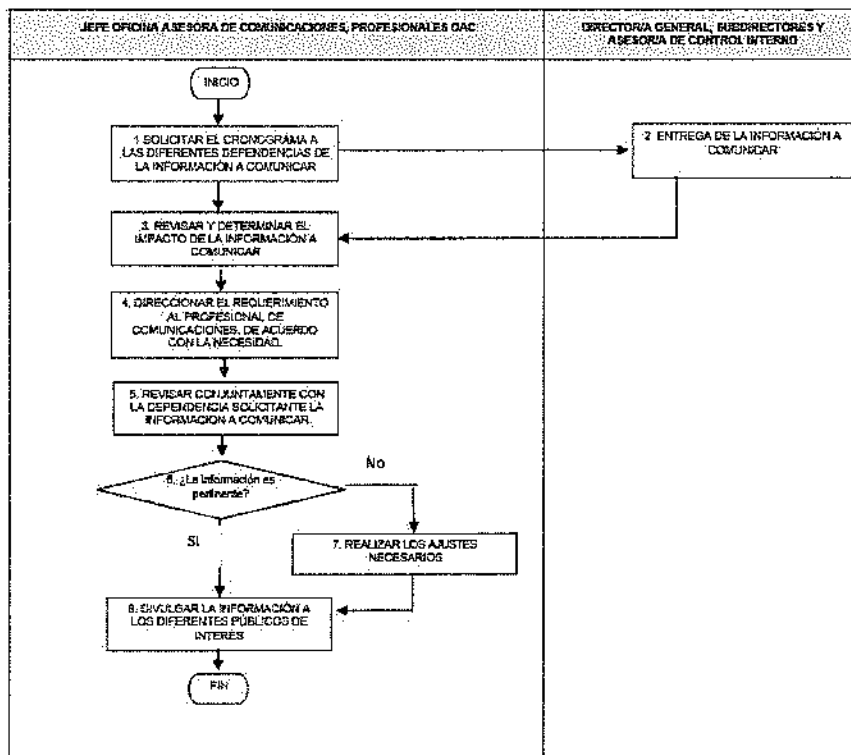 JEFE OFICINA ASESORA DE COMUNICACIONES, PROFESIONALES OAC
DIRECTOR/A GENERAL, SUBDIRECTORES Y
ASESOR/A DE CONTROL INTERNO
INICIO
1 SOLICITAR EL CRONOGRAMA A
LAS DIFERENTES DEPENDENCIAS DE
LA INFORMACIÓN A COMUNICAR
2. ENTREGA DE LA INFORMACIÓN A
COMUNICAR
3. REVISAR Y DETERMINAR EL
IMPACTO DE LA INFORMACIÓN A
COMUNICAR
4. DIRECCIONAR EL REQUERIMIENTO
AL PROFESIONAL DE
COMUNICACIONES, DE ACUERDO
CON LA NECESIDAD.
5. REVISAR CONJUNTAMENTE CON
LA DEPENDENCIA SOLICITANTE LA
INFORMACIÓN A COMUNICAR.
6. ¿La información es
pertinente?
No
SI
7. REALIZAR LOS AJUSTES
NECESARIOS
8. DIVULGAR LA INFORMACIÓN A
LOS DIFERENTES PÚBLICOS DE
INTERÉS
FIN